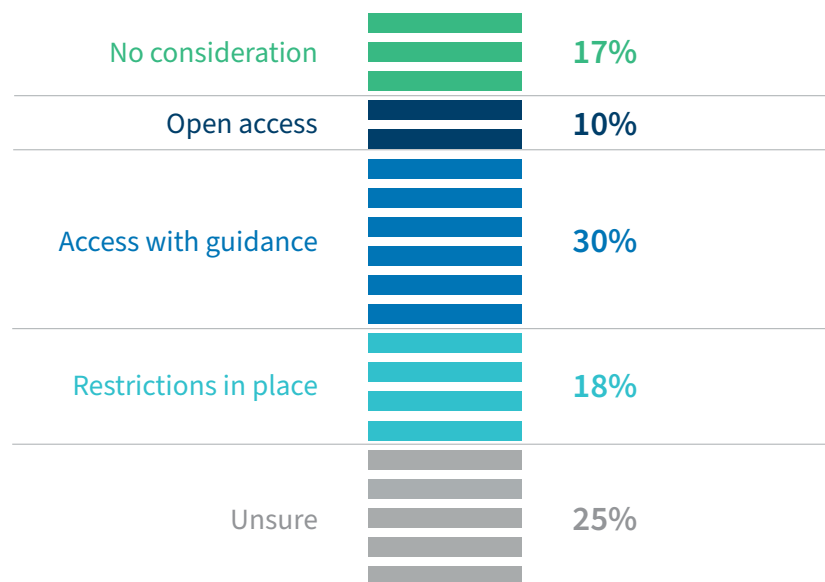 No consideration 17%
Open access 10%
Access with guidance 30%
Restrictions in place 18%
Unsure 25%